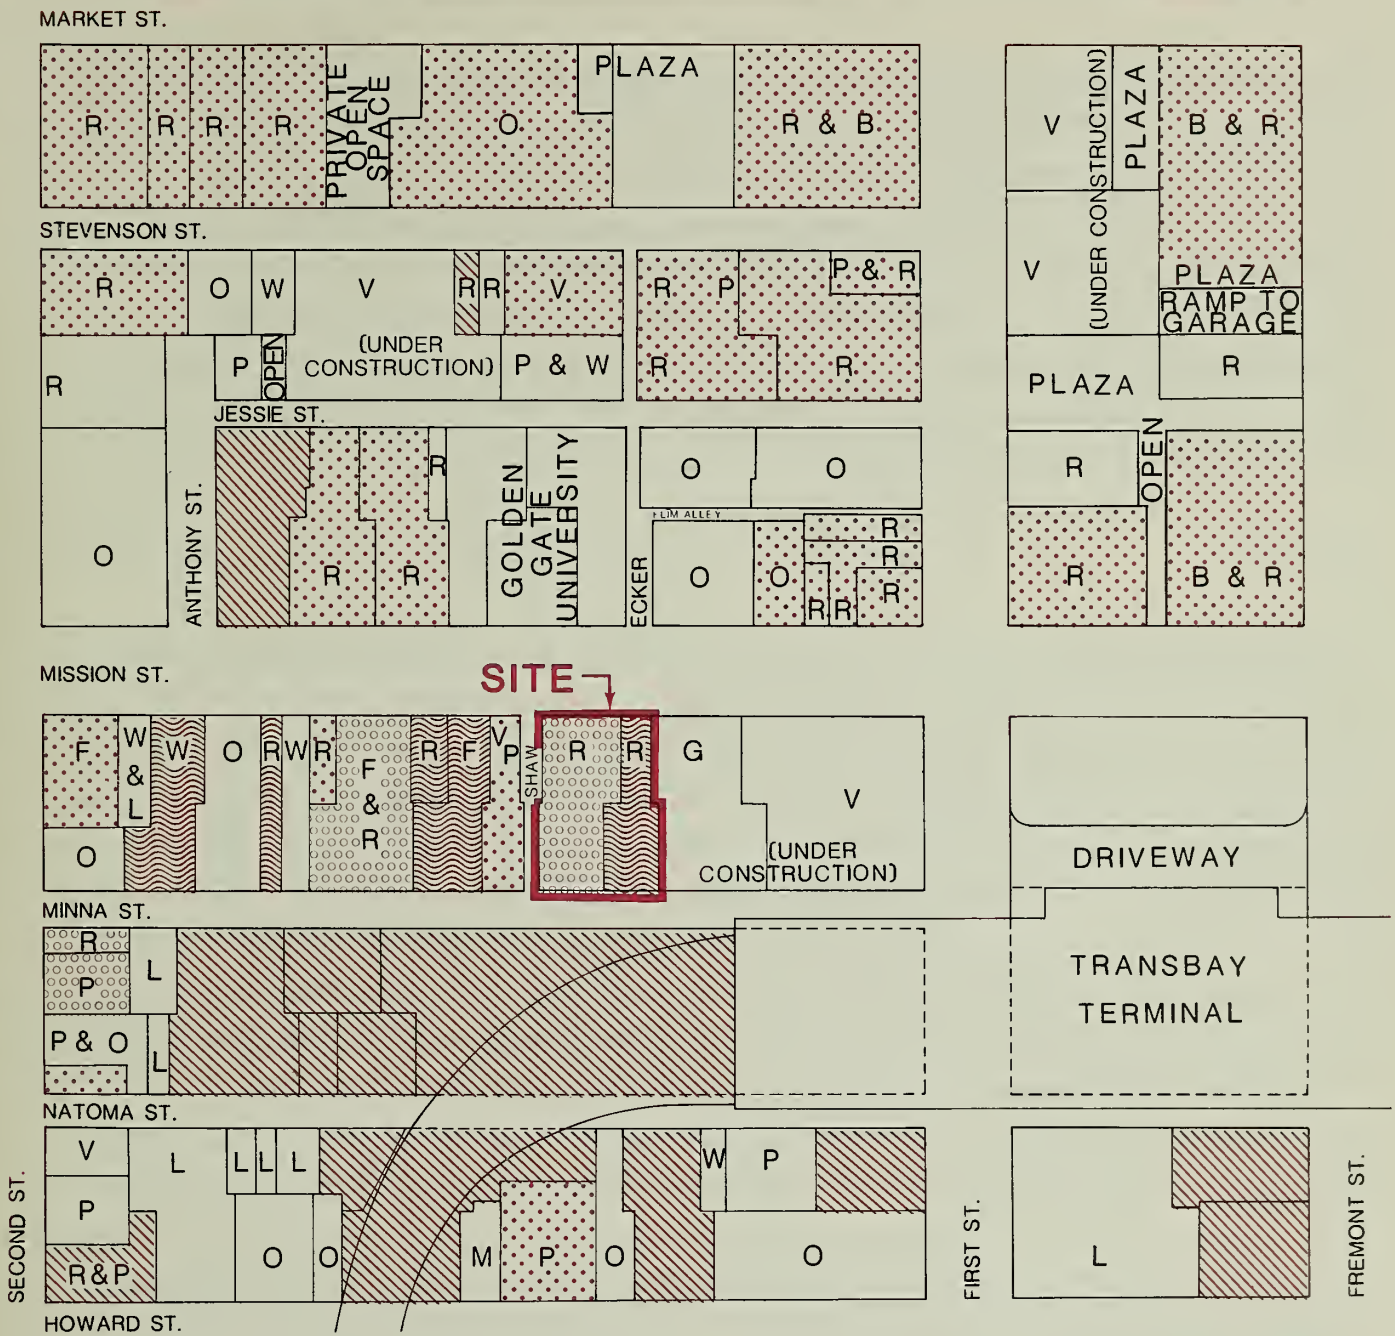 MARKET ST.
R R R R
PRIVATE
OPEN
SPACE
O
PLAZA
R & B
V
(UNDER CONSTRUCTION)
PLAZA
B & R
STEVENSON ST.
R O W V R R V
R P P & R
V
PLAZA
RAMP TO
GARAGE
(UNDER
CONSTRUCTION)
R P OPEN P & W
R R
PLAZA R
JESSIE ST.
R
GOLDEN
GATE
UNIVERSITY
O O
R
OPEN
ANTHONY ST.
ELIM ALLEY
O
R R
ECKER
O O
R
R
R R R
R B & R
MISSION ST.
SITE
F
W
&
L
W O R W R
F
&
R
R F
V
P
SHAW
R R G V
O
(UNDER
CONSTRUCTION)
DRIVEWAY
MINNA ST.
R
P
L
TRANSBAY
TERMINAL
P & O
L
NATOMA ST.
V
L L L L
W P
P
R&P
O O M P O O
L
SECOND ST.
FIRST ST.
FREMONT ST.
HOWARD ST.